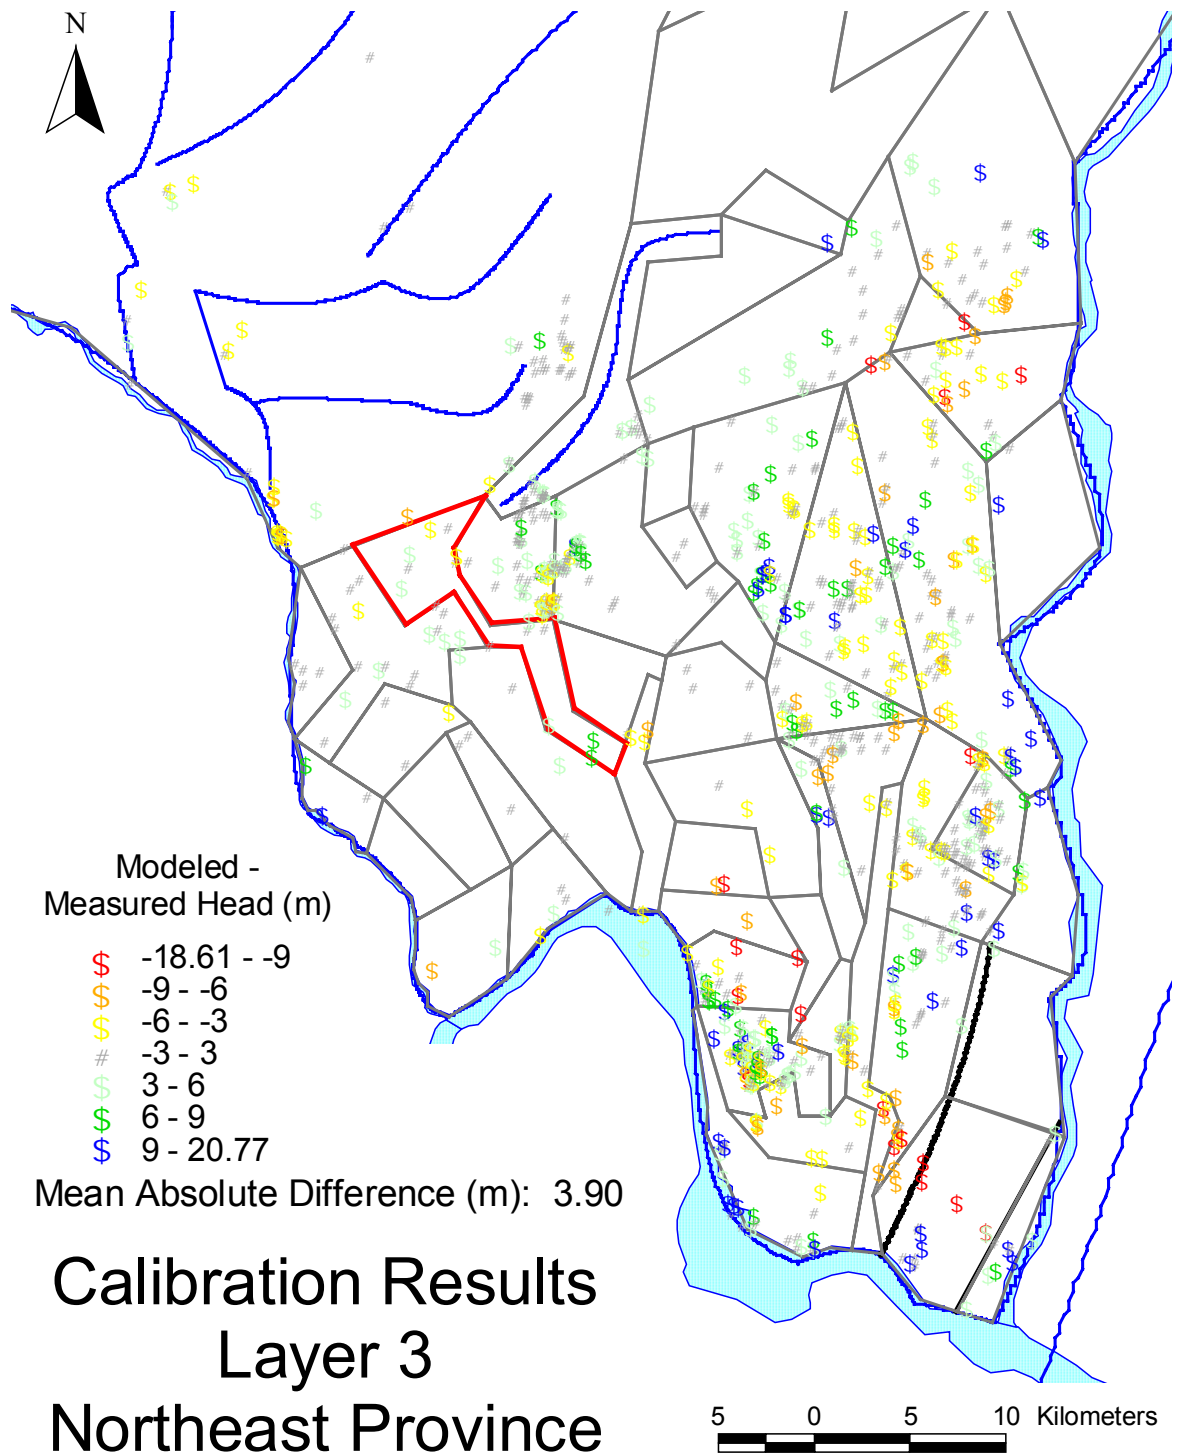 N
Modeled -
Measured Head (m)
$ -18.61 - -9
$ -9 - -6
$ -6 - -3
# -3 - 3
$ 3 - 6
$ 6 - 9
$ 9 - 20.77
Mean Absolute Difference (m): 3.90
Calibration Results
Layer 3
Northeast Province
5 0 5 10 Kilometers